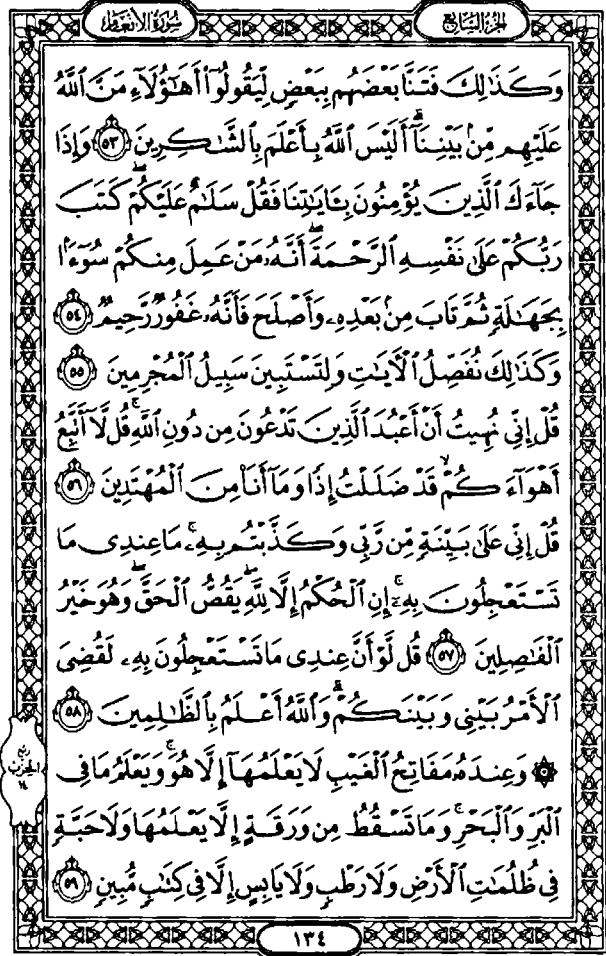 الجزء السابع سورة الأنعام
وَكَذَٰلِكَ فَتَنَّا بَعْضَهُم بِبَعْضٍ لِّيَقُولُوٓا۟ أَهَٰٓؤُلَآءِ مَنَّ ٱللَّهُ
عَلَيْهِم مِّنۢ بَيْنِنَآ ۗ أَلَيْسَ ٱللَّهُ بِأَعْلَمَ بِٱلشَّٰكِرِينَ ٥٣ وَإِذَا
جَآءَكَ ٱلَّذِينَ يُؤْمِنُونَ بِـَٔايَٰتِنَا فَقُلْ سَلَٰمٌ عَلَيْكُمْ ۖ كَتَبَ
رَبُّكُمْ عَلَىٰ نَفْسِهِ ٱلرَّحْمَةَ ۖ أَنَّهُۥ مَنْ عَمِلَ مِنكُمْ سُوٓءًۢا
بِجَهَٰلَةٍ ثُمَّ تَابَ مِنۢ بَعْدِهِۦ وَأَصْلَحَ فَأَنَّهُۥ غَفُورٌ رَّحِيمٌ ٥٤
وَكَذَٰلِكَ نُفَصِّلُ ٱلْـَٔايَٰتِ وَلِتَسْتَبِينَ سَبِيلُ ٱلْمُجْرِمِينَ ٥٥
قُلْ إِنِّى نُهِيتُ أَنْ أَعْبُدَ ٱلَّذِينَ تَدْعُونَ مِن دُونِ ٱللَّهِ ۚ قُل لَّآ أَتَّبِعُ
أَهْوَآءَكُمْ ۙ قَدْ ضَلَلْتُ إِذًا وَمَآ أَنَا۠ مِنَ ٱلْمُهْتَدِينَ ٥٦
قُلْ إِنِّى عَلَىٰ بَيِّنَةٍ مِّن رَّبِّى وَكَذَّبْتُم بِهِۦ ۚ مَا عِندِى مَا
تَسْتَعْجِلُونَ بِهِۦٓ ۚ إِنِ ٱلْحُكْمُ إِلَّا لِلَّهِ ۖ يَقُصُّ ٱلْحَقَّ ۖ وَهُوَ خَيْرُ
ٱلْفَٰصِلِينَ ٥٧ قُل لَّوْ أَنَّ عِندِى مَا تَسْتَعْجِلُونَ بِهِۦ لَقُضِىَ
ٱلْأَمْرُ بَيْنِى وَبَيْنَكُمْ ۗ وَٱللَّهُ أَعْلَمُ بِٱلظَّٰلِمِينَ ٥٨
۞ وَعِندَهُۥ مَفَاتِحُ ٱلْغَيْبِ لَا يَعْلَمُهَآ إِلَّا هُوَ ۚ وَيَعْلَمُ مَا فِى
ٱلْبَرِّ وَٱلْبَحْرِ ۚ وَمَا تَسْقُطُ مِن وَرَقَةٍ إِلَّا يَعْلَمُهَا وَلَا حَبَّةٍ
فِى ظُلُمَٰتِ ٱلْأَرْضِ وَلَا رَطْبٍ وَلَا يَابِسٍ إِلَّا فِى كِتَٰبٍ مُّبِينٍ ٥٩
ربع
الحزب
١٤
١٣٤